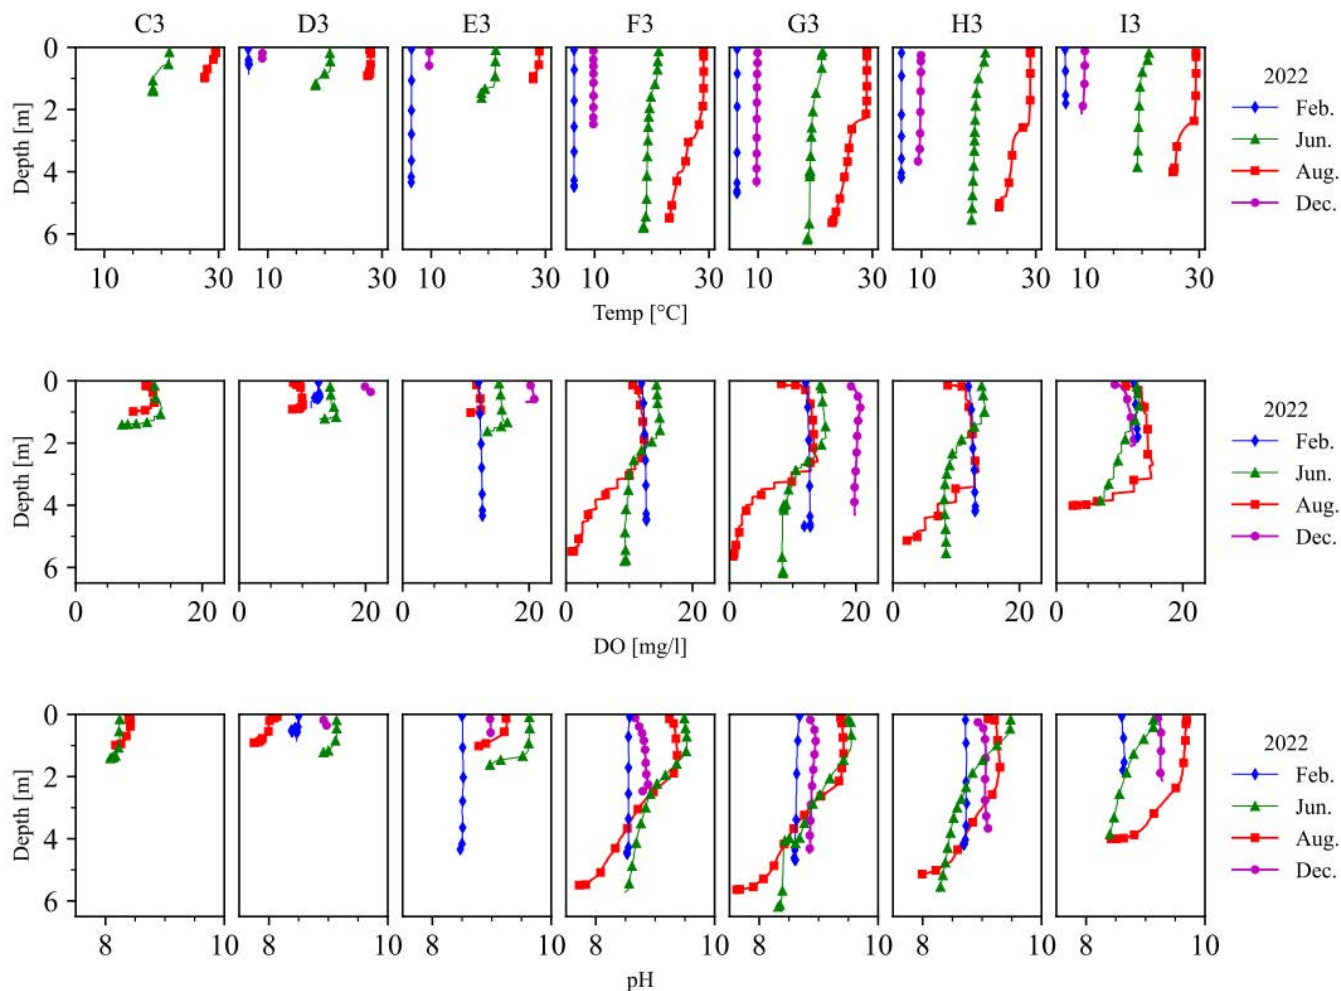 C3 D3 E3 F3 G3 H3 I3
0
2
4
6
Depth [m]
10 30 10 30 10 30 10 30 10 30 10 30 10 30
Temp [°C]
2022
Feb.
Jun.
Aug.
Dec.
0
2
4
6
Depth [m]
0 20 0 20 0 20 0 20 0 20 0 20 0 20
DO [mg/l]
2022
Feb.
Jun.
Aug.
Dec.
0
2
4
6
Depth [m]
8 10 8 10 8 10 8 10 8 10 8 10 8 10
pH
2022
Feb.
Jun.
Aug.
Dec.